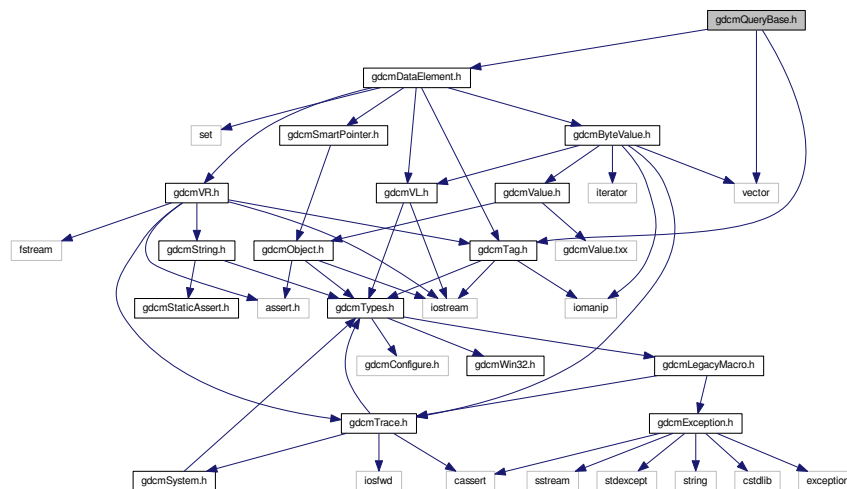 gdcmQueryBase.h
gdcmDataElement.h
set
gdcmSmartPointer.h
gdcmByteValue.h
gdcmVR.h
gdcmVL.h
gdcmValue.h
iterator
vector
fstream
gdcmString.h
gdcmObject.h
gdcmTag.h
gdcmValue.txx
gdcmStaticAssert.h
assert.h
gdcmTypes.h
iostream
iomanip
gdcmConfigure.h
gdcmWin32.h
gdcmLegacyMacro.h
gdcmTrace.h
gdcmException.h
gdcmSystem.h
iosfwd
cassert
sstream
stdexcept
string
cstdlib
exception